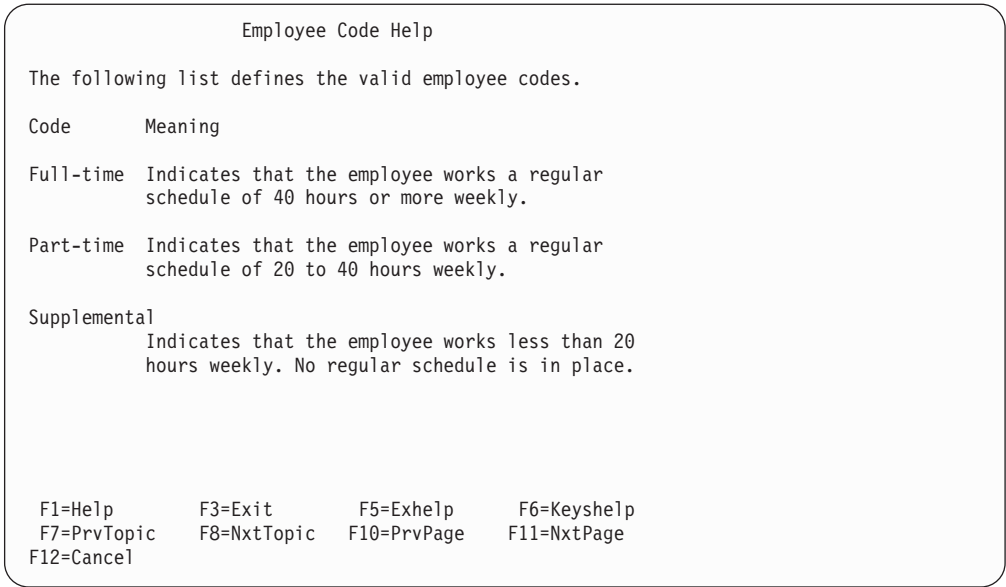 Employee Code Help
The following list defines the valid employee codes.
Code Meaning
Full-time Indicates that the employee works a regular
schedule of 40 hours or more weekly.
Part-time Indicates that the employee works a regular
schedule of 20 to 40 hours weekly.
Supplemental
Indicates that the employee works less than 20
hours weekly. No regular schedule is in place.
F1=Help F3=Exit F5=Exhelp F6=Keyshelp
F7=PrvTopic F8=NxtTopic F10=PrvPage F11=NxtPage
F12=Cancel